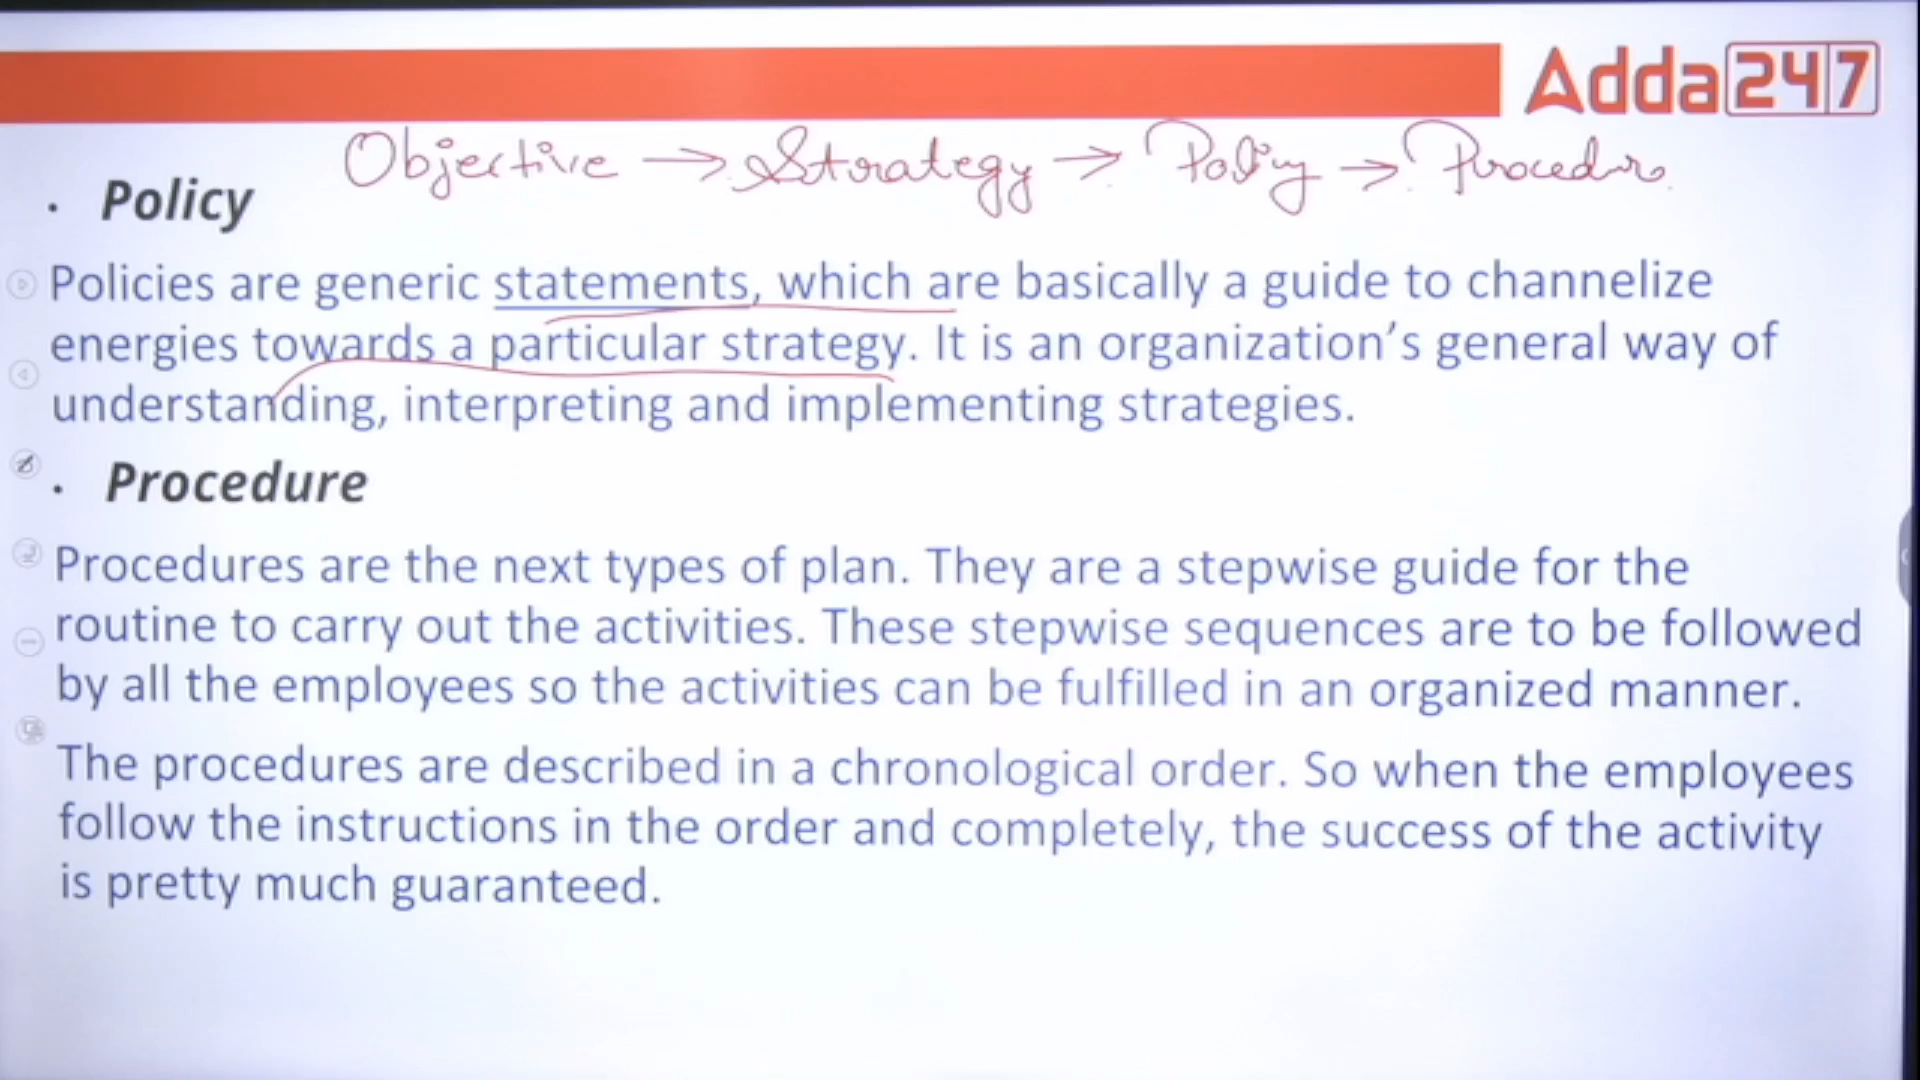 Adda247
Objective → Strategy → Policy → Procedure
• Policy
Policies are generic statements, which are basically a guide to channelize
energies towards a particular strategy. It is an organization's general way of
understanding, interpreting and implementing strategies.
• Procedure
Procedures are the next types of plan. They are a stepwise guide for the
routine to carry out the activities. These stepwise sequences are to be followed
by all the employees so the activities can be fulfilled in an organized manner.
The procedures are described in a chronological order. So when the employees
follow the instructions in the order and completely, the success of the activity
is pretty much guaranteed.